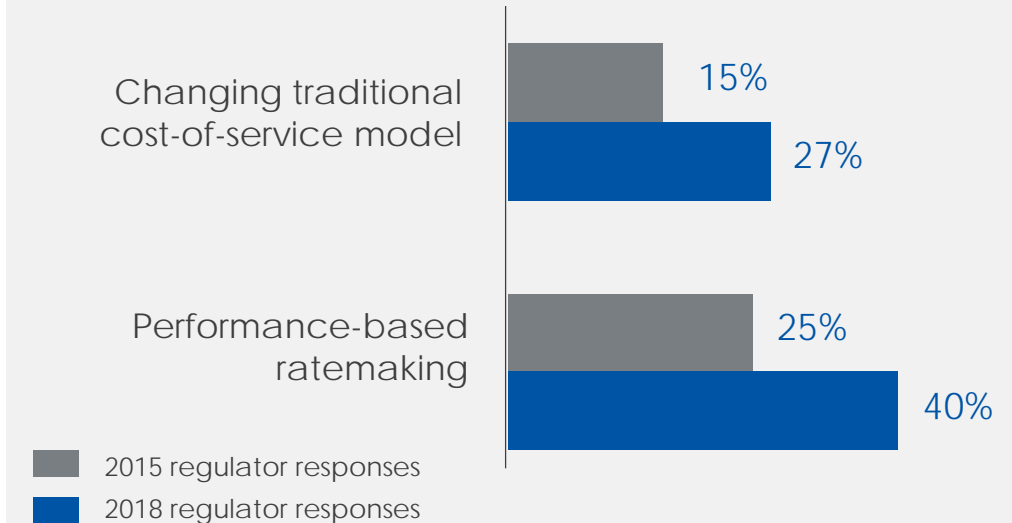 Changing traditional
cost-of-service model
15%
27%
Performance-based
ratemaking
25%
40%
2015 regulator responses
2018 regulator responses